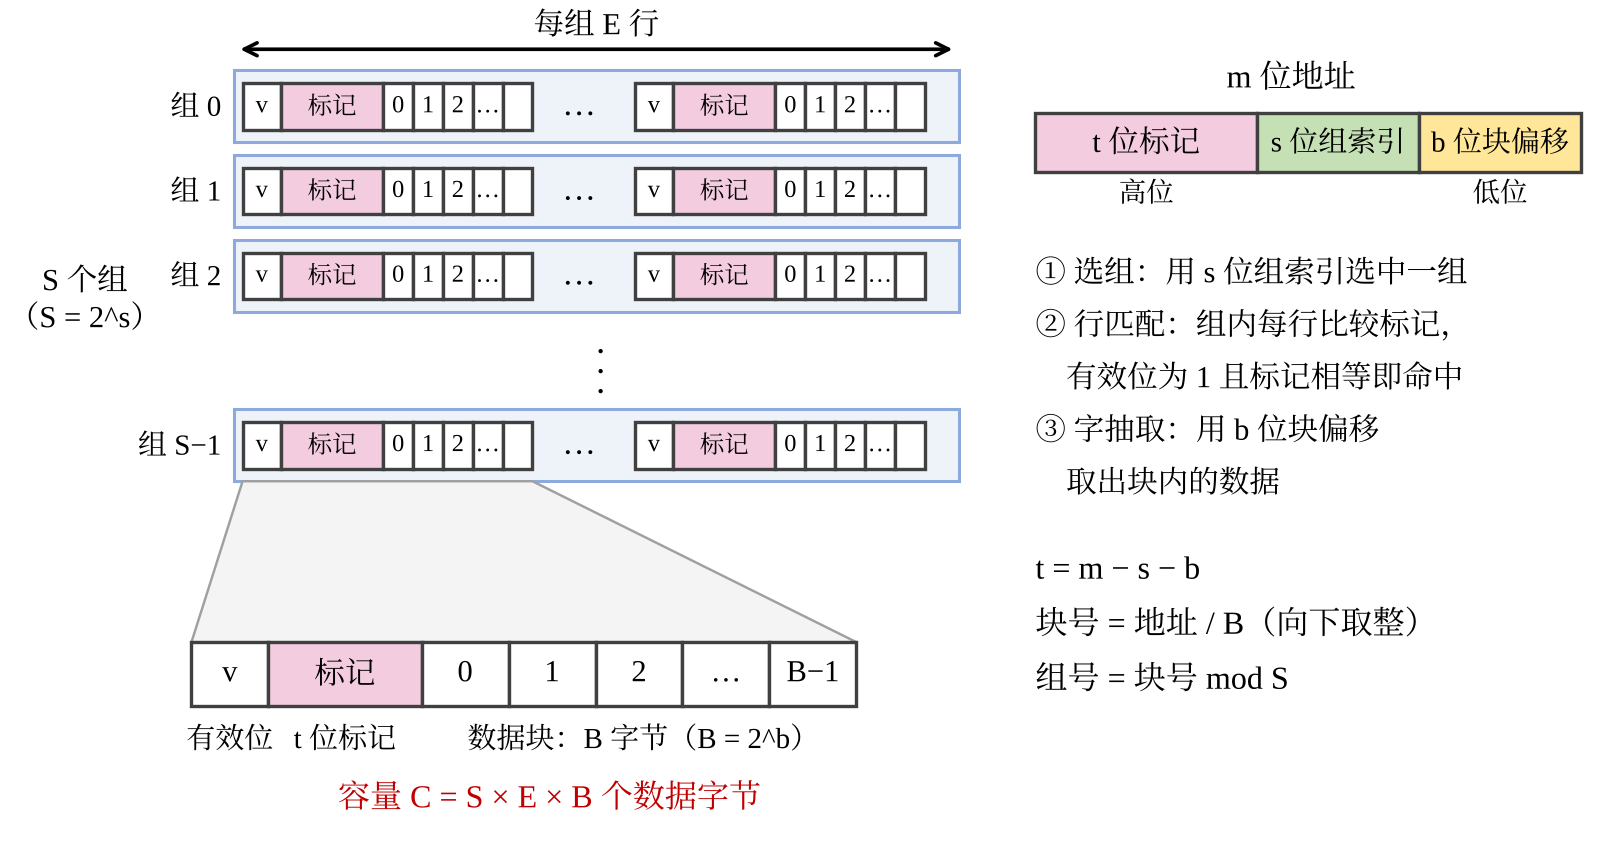 每组 E 行
组 0
v 标记 0 1 2 … … v 标记 0 1 2 …
组 1
v 标记 0 1 2 … … v 标记 0 1 2 …
组 2
v 标记 0 1 2 … … v 标记 0 1 2 …
S 个组
（S = 2^s）
⋮
组 S−1
v 标记 0 1 2 … … v 标记 0 1 2 …
v 标记 0 1 2 … B−1
有效位 t 位标记 数据块：B 字节（B = 2^b）
容量 C = S × E × B 个数据字节
m 位地址
t 位标记 s 位组索引 b 位块偏移
高位 低位
① 选组：用 s 位组索引选中一组
② 行匹配：组内每行比较标记，
有效位为 1 且标记相等即命中
③ 字抽取：用 b 位块偏移
取出块内的数据
t = m − s − b
块号 = 地址 / B（向下取整）
组号 = 块号 mod S